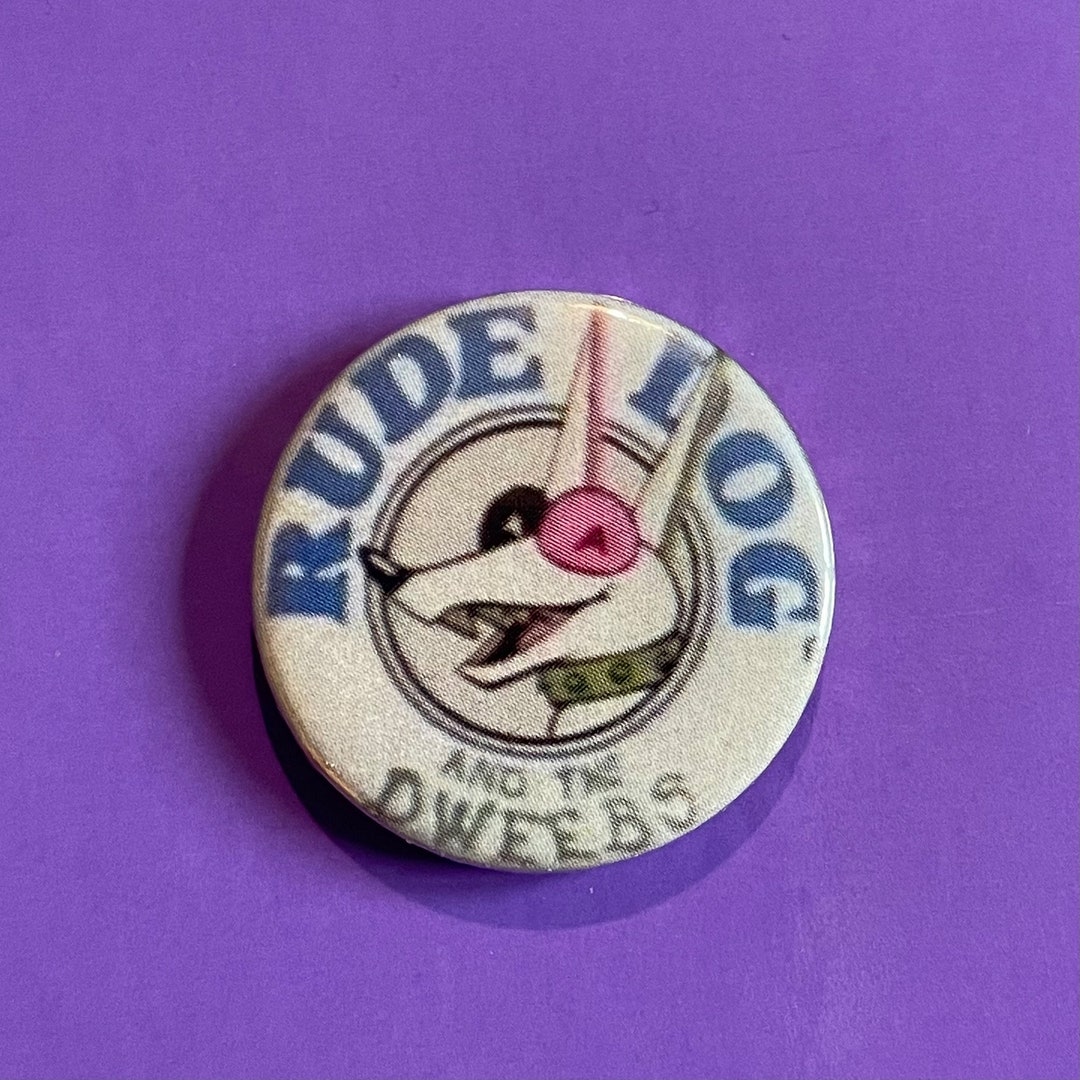 RUDE DOG
AND THE
DWEEBS